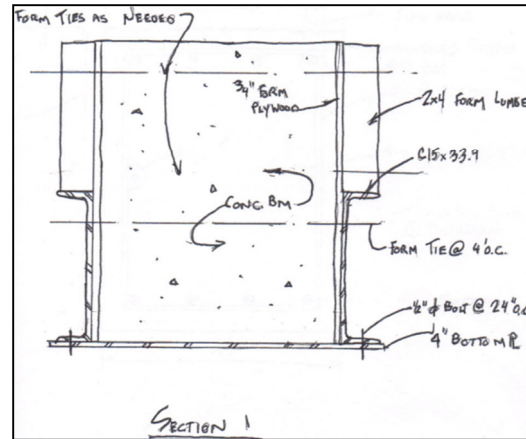 FORM TIES AS NEEDED
3/4" FORM
PLYWOOD
2x4 FORM LUMBE
C15x33.9
CONC. BM
FORM TIE @ 4'O.C.
1/2" φ BOLT @ 24"O.C
1/4" BOTTOM PL
SECTION 1